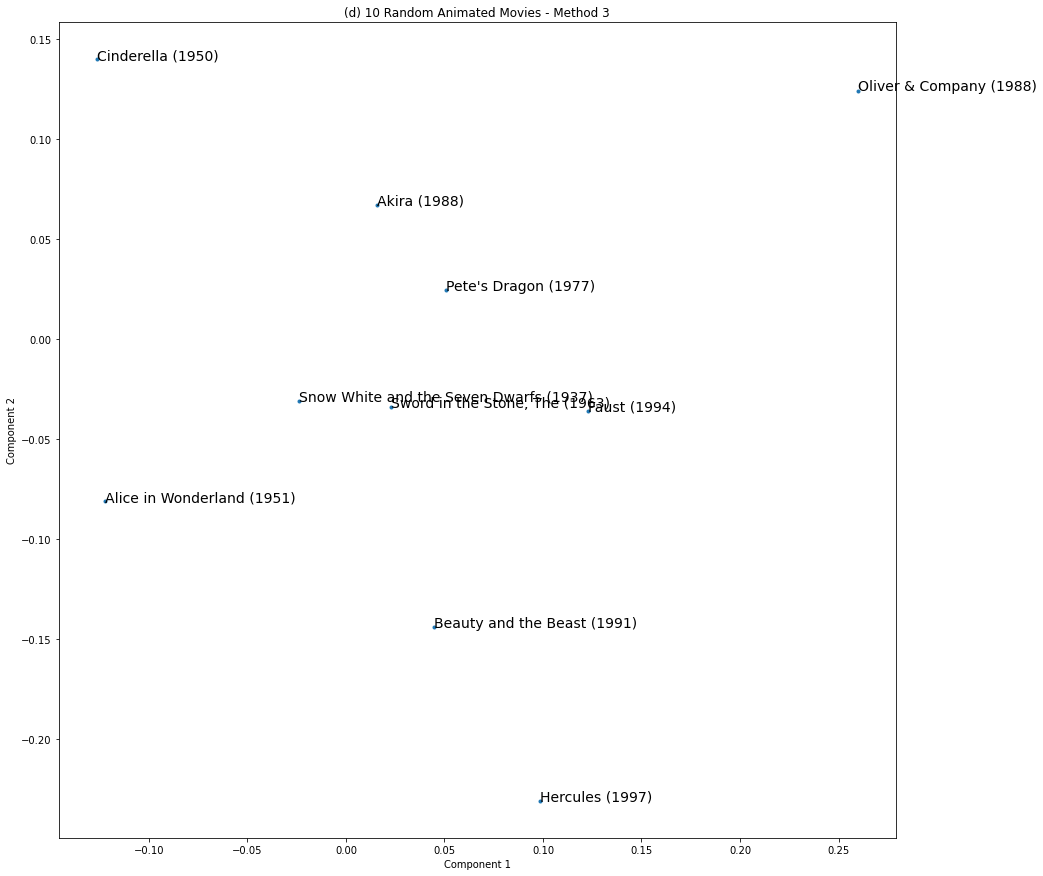 (d) 10 Random Animated Movies - Method 3
0.15
Cinderella (1950)
Oliver & Company (1988)
0.10
Akira (1988)
0.05
Pete's Dragon (1977)
0.00
Snow White and the Seven Dwarfs (1937)
Sword in the Stone, The (1963)
Faust (1994)
Component 2
−0.05
Alice in Wonderland (1951)
−0.10
Beauty and the Beast (1991)
−0.15
−0.20
Hercules (1997)
−0.10 −0.05 0.00 0.05 0.10 0.15 0.20 0.25
Component 1